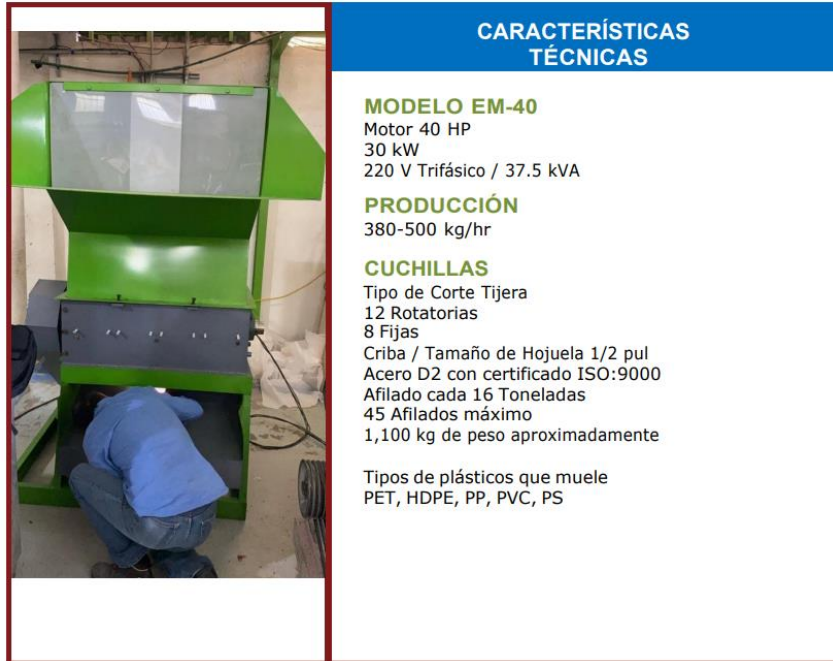 CARACTERÍSTICAS
TÉCNICAS
MODELO EM-40
Motor 40 HP
30 kW
220 V Trifásico / 37.5 kVA
PRODUCCIÓN
380-500 kg/hr
CUCHILLAS
Tipo de Corte Tijera
12 Rotatorias
8 Fijas
Criba / Tamaño de Hojuela 1/2 pul
Acero D2 con certificado ISO:9000
Afilado cada 16 Toneladas
45 Afilados máximo
1,100 kg de peso aproximadamente
Tipos de plásticos que muele
PET, HDPE, PP, PVC, PS